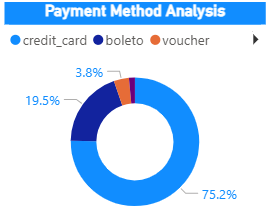 Payment Method Analysis
credit_card boleto voucher
3.8%
19.5%
75.2%